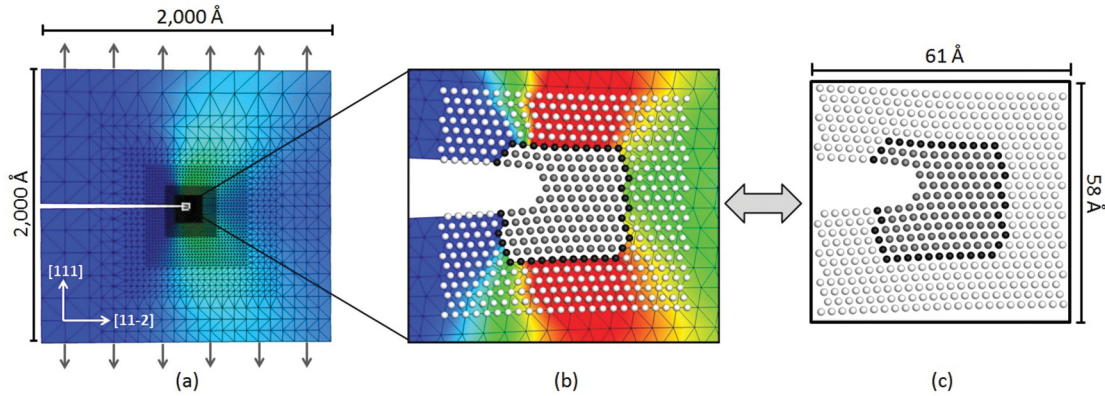 2,000 Å
2,000 Å
[111]
[11-2]
(a)
(b)
61 Å
58 Å
(c)